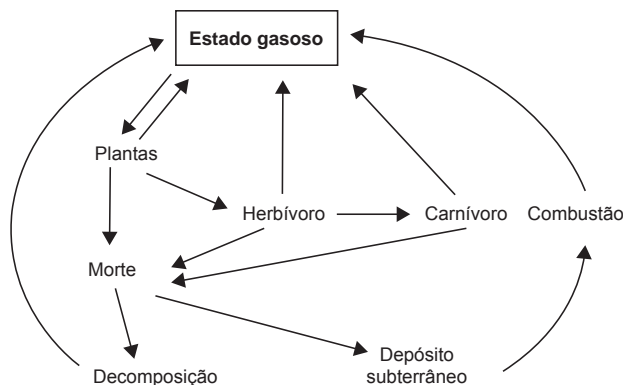 Estado gasoso
Plantas
Herbívoro
Carnívoro
Combustão
Morte
Depósito
subterrâneo
Decomposição